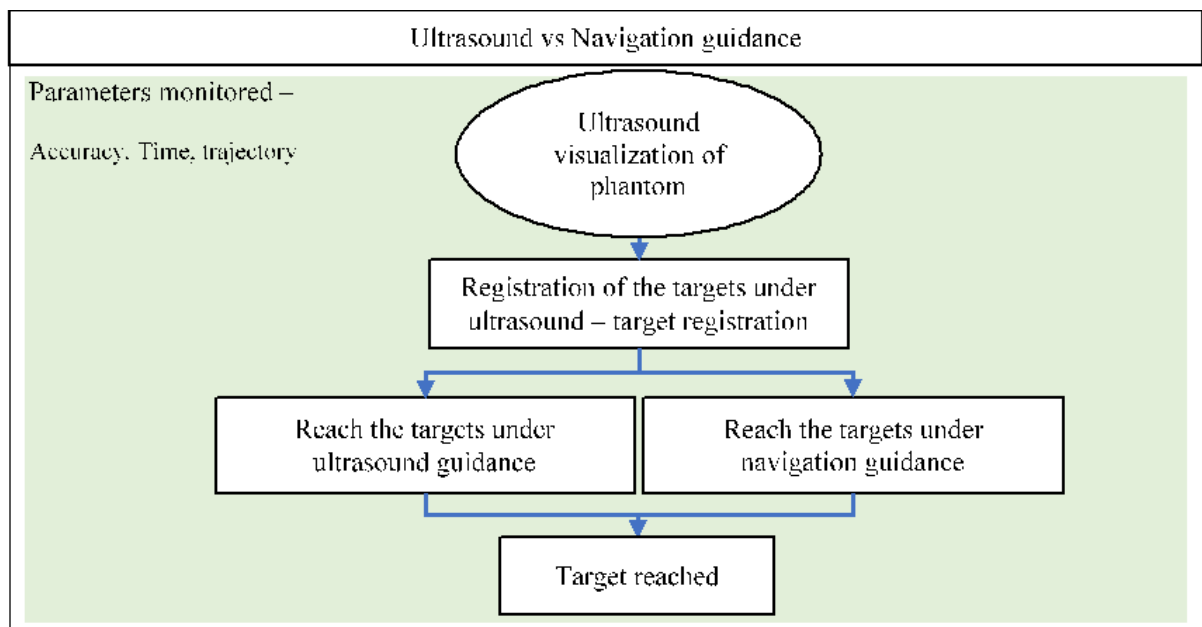 Ultrasound vs Navigation guidance
Parameters monitored –
Accuracy, Time, trajectory
Ultrasound
visualization of
phantom
Registration of the targets under
ultrasound – target registration
Reach the targets under
ultrasound guidance
Reach the targets under
navigation guidance
Target reached